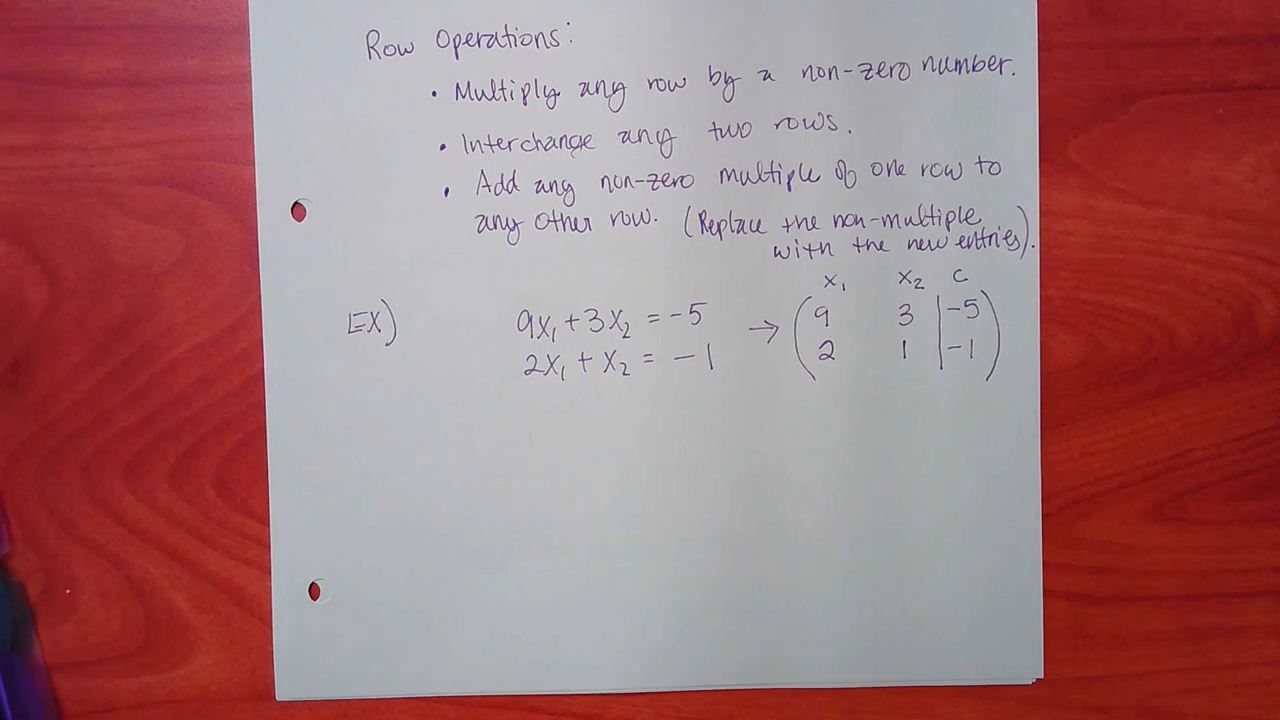 Row Operations:
• Multiply any row by a non-zero number.
• Interchange any two rows.
• Add any non-zero multiple of one row to
any other row. (Replace the non-multiple
with the new entries).
x₁ x₂ c
EX) 9x₁ + 3x₂ = -5 → ( 9 3 | -5 )
2x₁ + x₂ = -1 ( 2 1 | -1 )